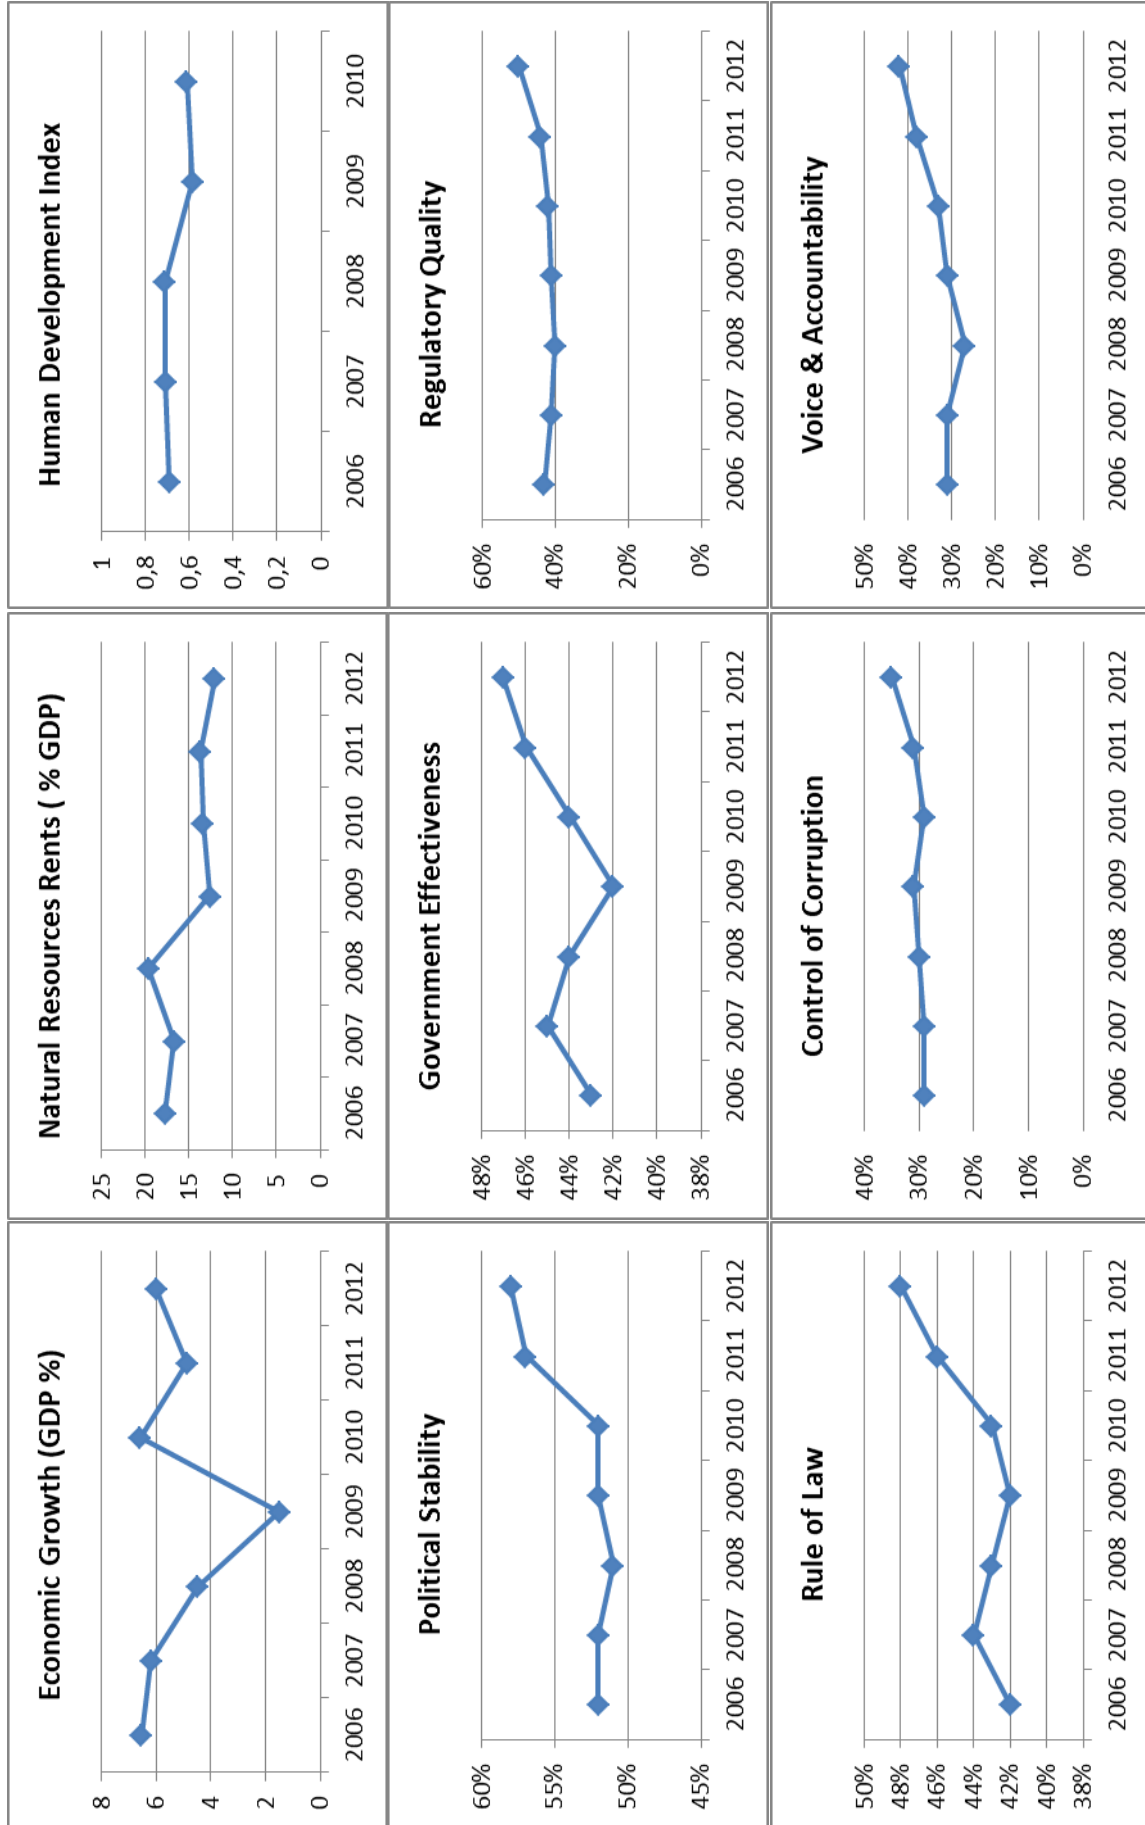 Economic Growth (GDP %)
8
6
4
2
0
2006 2007 2008 2009 2010 2011 2012
Natural Resources Rents ( % GDP)
25
20
15
10
5
0
2006 2007 2008 2009 2010 2011 2012
Human Development Index
1
0,8
0,6
0,4
0,2
0
2006 2007 2008 2009 2010
Political Stability
60%
55%
50%
45%
2006 2007 2008 2009 2010 2011 2012
Government Effectiveness
48%
46%
44%
42%
40%
38%
2006 2007 2008 2009 2010 2011 2012
Regulatory Quality
60%
40%
20%
0%
2006 2007 2008 2009 2010 2011 2012
Rule of Law
50%
48%
46%
44%
42%
40%
38%
2006 2007 2008 2009 2010 2011 2012
Control of Corruption
40%
30%
20%
10%
0%
2006 2007 2008 2009 2010 2011 2012
Voice & Accountability
50%
40%
30%
20%
10%
0%
2006 2007 2008 2009 2010 2011 2012